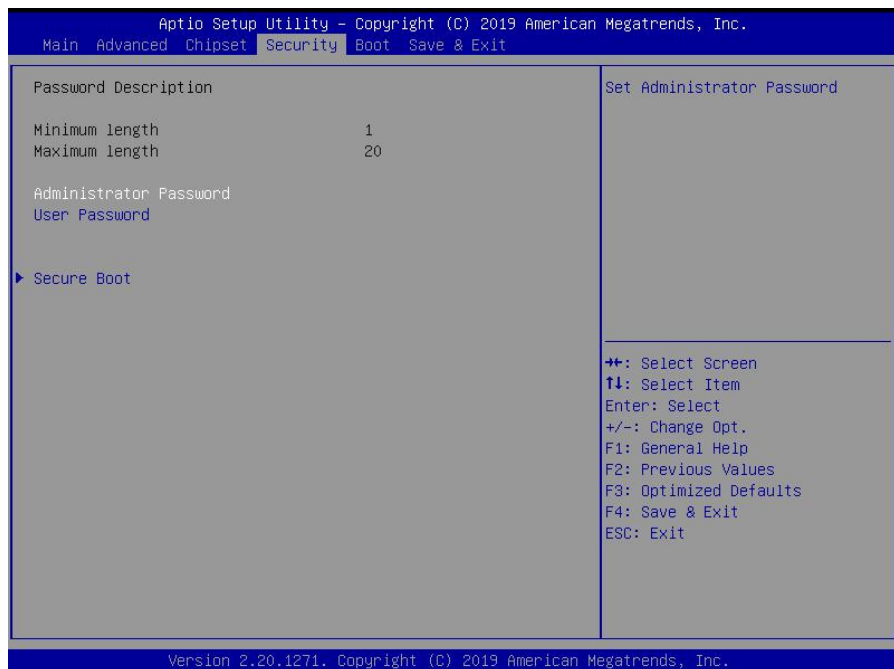 Aptio Setup Utility – Copyright (C) 2019 American Megatrends, Inc.
Main Advanced Chipset Security Boot Save & Exit
Password Description
Minimum length 1
Maximum length 20
Administrator Password
User Password
Secure Boot
Set Administrator Password
→←: Select Screen
↑↓: Select Item
Enter: Select
+/-: Change Opt.
F1: General Help
F2: Previous Values
F3: Optimized Defaults
F4: Save & Exit
ESC: Exit
Version 2.20.1271. Copyright (C) 2019 American Megatrends, Inc.